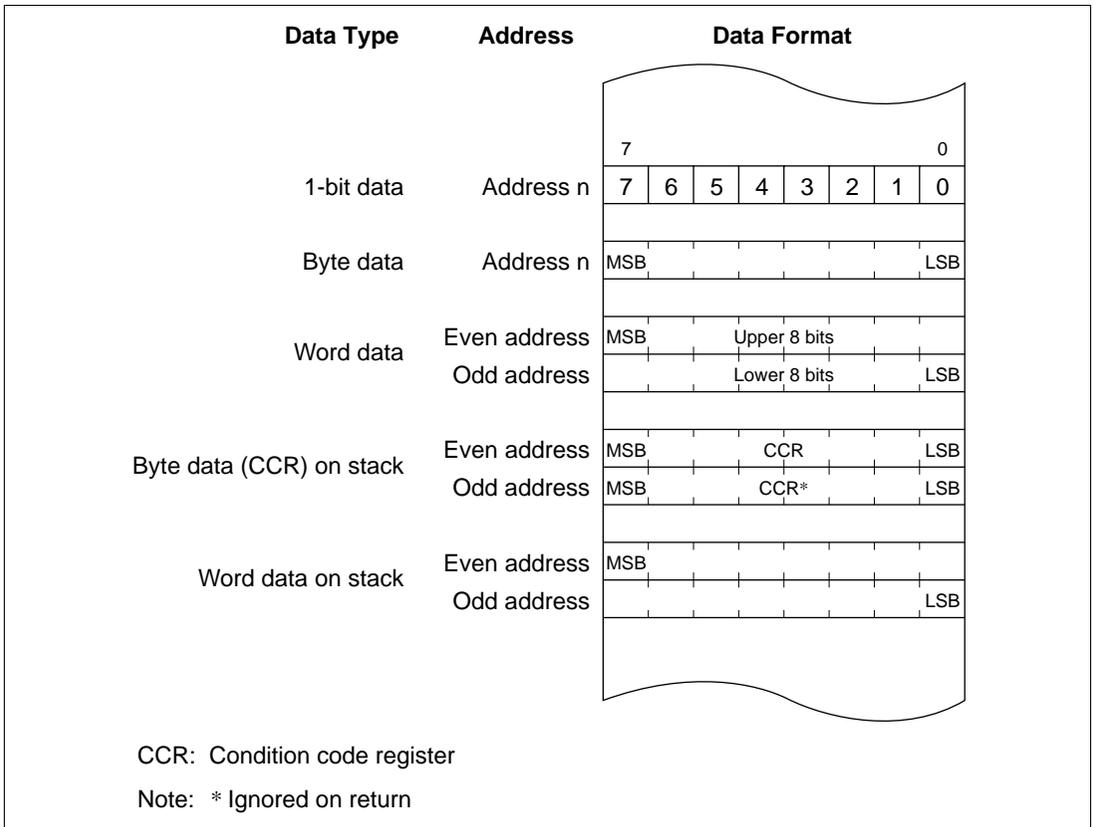 Data Type Address Data Format
7 0
1-bit data Address n 7 6 5 4 3 2 1 0
Byte data Address n MSB LSB
Word data
Even address MSB Upper 8 bits
Odd address Lower 8 bits LSB
Byte data (CCR) on stack
Even address MSB CCR LSB
Odd address MSB CCR* LSB
Word data on stack
Even address MSB
Odd address LSB
CCR: Condition code register
Note: * Ignored on return